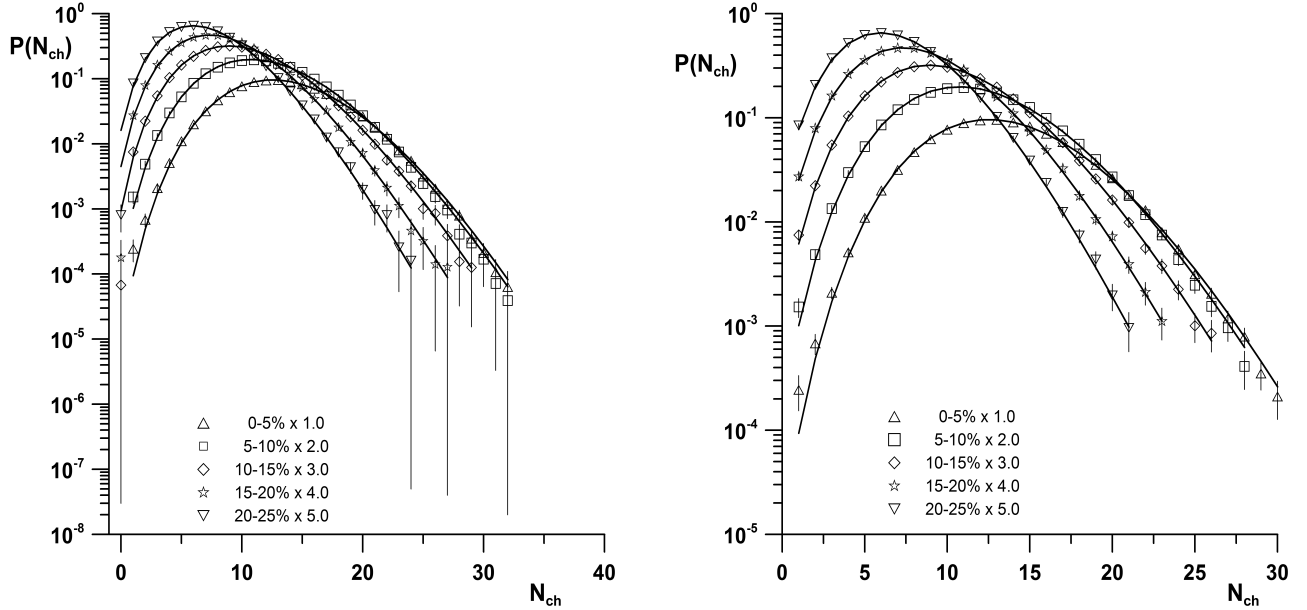 10^0
P(N_ch)
10^-1
10^-2
10^-3
10^-4
10^-5
10^-6
10^-7
10^-8
0-5% x 1.0
5-10% x 2.0
10-15% x 3.0
15-20% x 4.0
20-25% x 5.0
0 10 20 30 40
N_ch
10^0
P(N_ch)
10^-1
10^-2
10^-3
10^-4
10^-5
0-5% x 1.0
5-10% x 2.0
10-15% x 3.0
15-20% x 4.0
20-25% x 5.0
0 5 10 15 20 25 30
N_ch